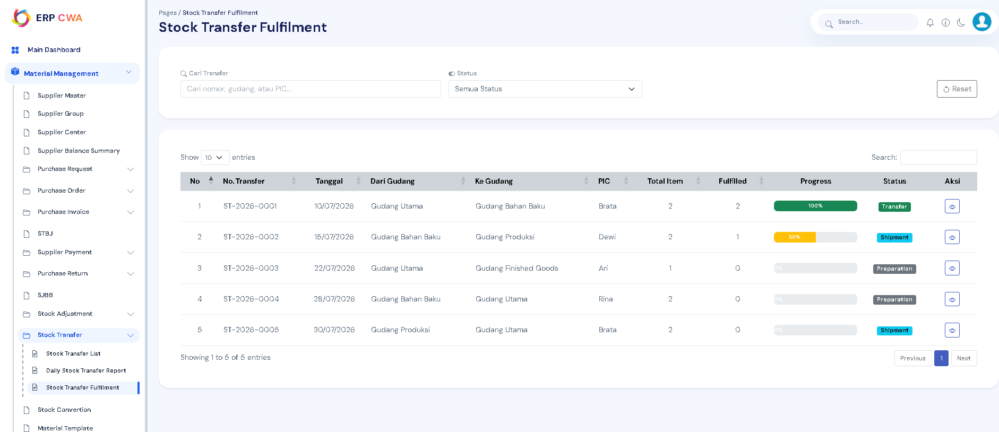 ERP CWA
Main Dashboard
Material Management
Supplier Master
Supplier Group
Supplier Center
Supplier Balance Summary
Purchase Request
Purchase Order
Purchase Invoice
STBJ
Supplier Payment
Purchase Return
SJBB
Stock Adjustment
Stock Transfer
Stock Transfer List
Daily Stock Transfer Report
Stock Transfer Fulfilment
Stock Convertion
Material Template
Pages / Stock Transfer Fulfilment
Stock Transfer Fulfilment
Search...
Cari Transfer
Cari nomor, gudang, atau PIC...
Status
Semua Status
Reset
Show 10 entries
Search:
No No. Transfer Tanggal Dari Gudang Ke Gudang PIC Total Item Fulfilled Progress Status Aksi
1 ST-2026-0001 10/07/2026 Gudang Utama Gudang Bahan Baku Brata 2 2 100% Transfer
2 ST-2026-0002 15/07/2026 Gudang Bahan Baku Gudang Produksi Dewi 2 1 50% Shipment
3 ST-2026-0003 22/07/2026 Gudang Utama Gudang Finished Goods Ari 1 0 0% Preparation
4 ST-2026-0004 28/07/2026 Gudang Bahan Baku Gudang Utama Rina 2 0 0% Preparation
5 ST-2026-0005 30/07/2026 Gudang Produksi Gudang Utama Brata 2 0 0% Shipment
Showing 1 to 5 of 5 entries
Previous 1 Next